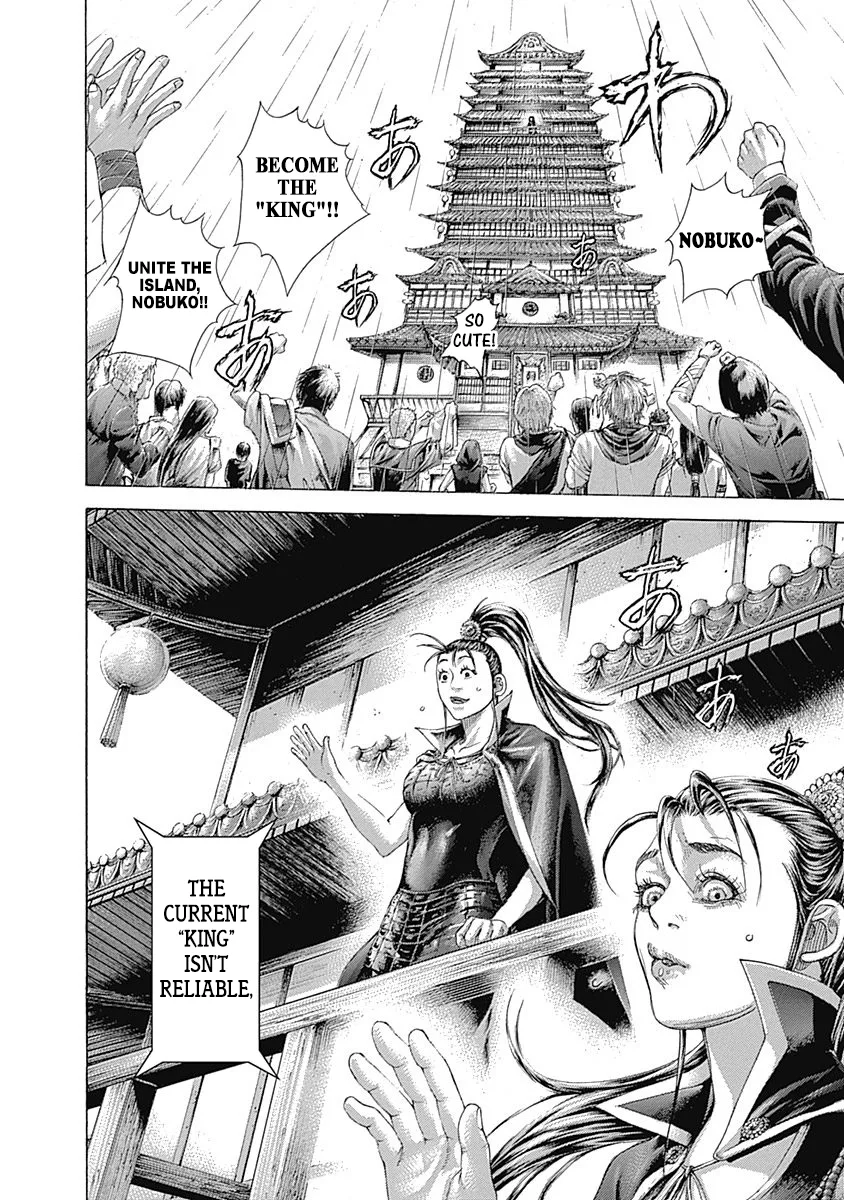 わ
あ
NOBUKO~
あ
BECOME
THE
"KING"!!
あ
SO
CUTE!
あ
UNITE THE
ISLAND,
NOBUKO!!
あ
あ
あ
THE
CURRENT
"KING"
ISN'T
RELIABLE,